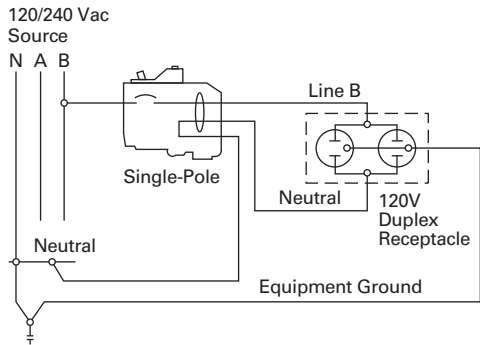 120/240 Vac
Source
N A B
Line B
Single-Pole
Neutral
120V
Duplex
Receptacle
Neutral
Equipment Ground